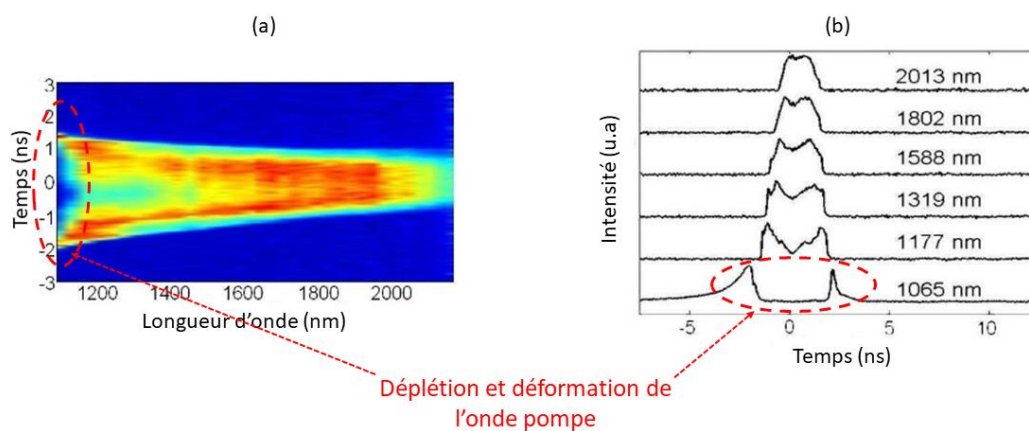 (a)
(b)
Temps (ns)
3
2
1
0
-1
-2
-3
1200
1400
1600
1800
2000
Longueur d'onde (nm)
Intensité (u.a)
2013 nm
1802 nm
1588 nm
1319 nm
1177 nm
1065 nm
-5
0
5
10
Temps (ns)
Déplétion et déformation de
l'onde pompe